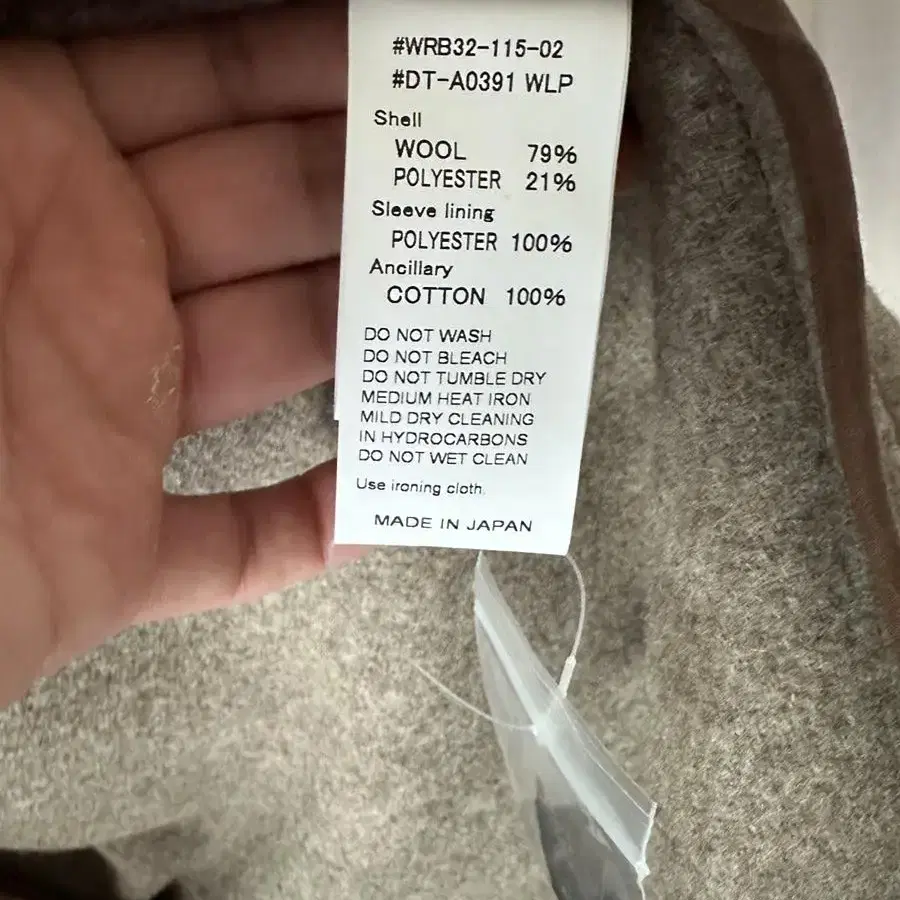 #WRB32-115-02
#DT-A0391 WLP
Shell
WOOL 79%
POLYESTER 21%
Sleeve lining
POLYESTER 100%
Ancillary
COTTON 100%
DO NOT WASH
DO NOT BLEACH
DO NOT TUMBLE DRY
MEDIUM HEAT IRON
MILD DRY CLEANING
IN HYDROCARBONS
DO NOT WET CLEAN
Use ironing cloth.
MADE IN JAPAN